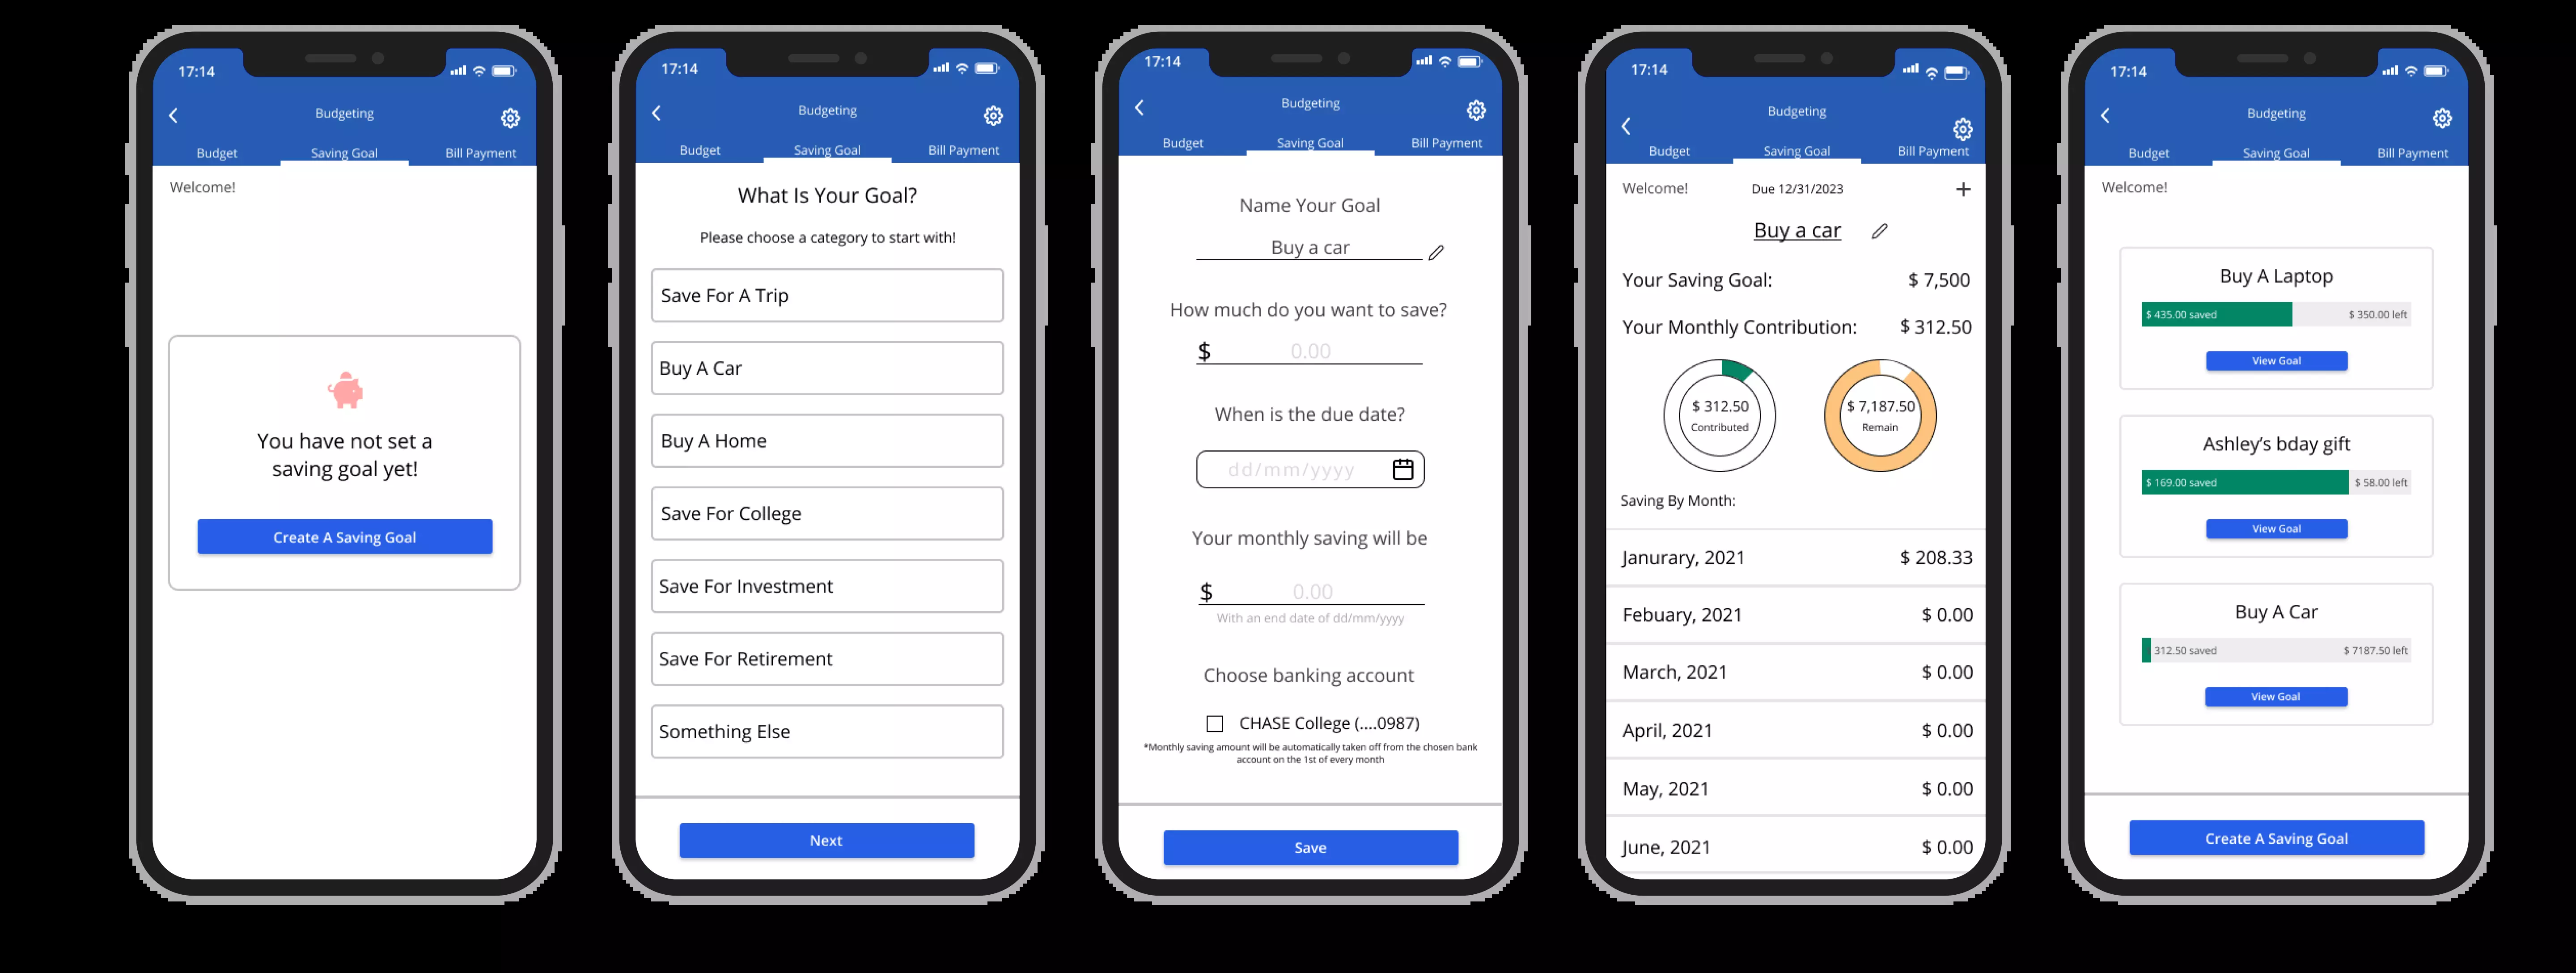 17:14
Budgeting
Budget Saving Goal Bill Payment
Welcome!
You have not set a
saving goal yet!
Create A Saving Goal
17:14
Budgeting
Budget Saving Goal Bill Payment
What Is Your Goal?
Please choose a category to start with!
Save For A Trip
Buy A Car
Buy A Home
Save For College
Save For Investment
Save For Retirement
Something Else
Next
17:14
Budgeting
Budget Saving Goal Bill Payment
Name Your Goal
Buy a car
How much do you want to save?
$ 0.00
When is the due date?
dd/mm/yyyy
Your monthly saving will be
$ 0.00
With an end date of dd/mm/yyyy
Choose banking account
CHASE College (....0987)
*Monthly saving amount will be automatically taken off from the chosen bank
account on the 1st of every month
Save
17:14
Budgeting
Budget Saving Goal Bill Payment
Welcome! Due 12/31/2023 +
Buy a car
Your Saving Goal: $ 7,500
Your Monthly Contribution: $ 312.50
$ 312.50 $ 7,187.50
Contributed Remain
Saving By Month:
Janurary, 2021 $ 208.33
Febuary, 2021 $ 0.00
March, 2021 $ 0.00
April, 2021 $ 0.00
May, 2021 $ 0.00
June, 2021 $ 0.00
17:14
Budgeting
Budget Saving Goal Bill Payment
Welcome!
Buy A Laptop
$ 435.00 saved $ 350.00 left
View Goal
Ashley’s bday gift
$ 169.00 saved $ 58.00 left
View Goal
Buy A Car
312.50 saved $ 7187.50 left
View Goal
Create A Saving Goal